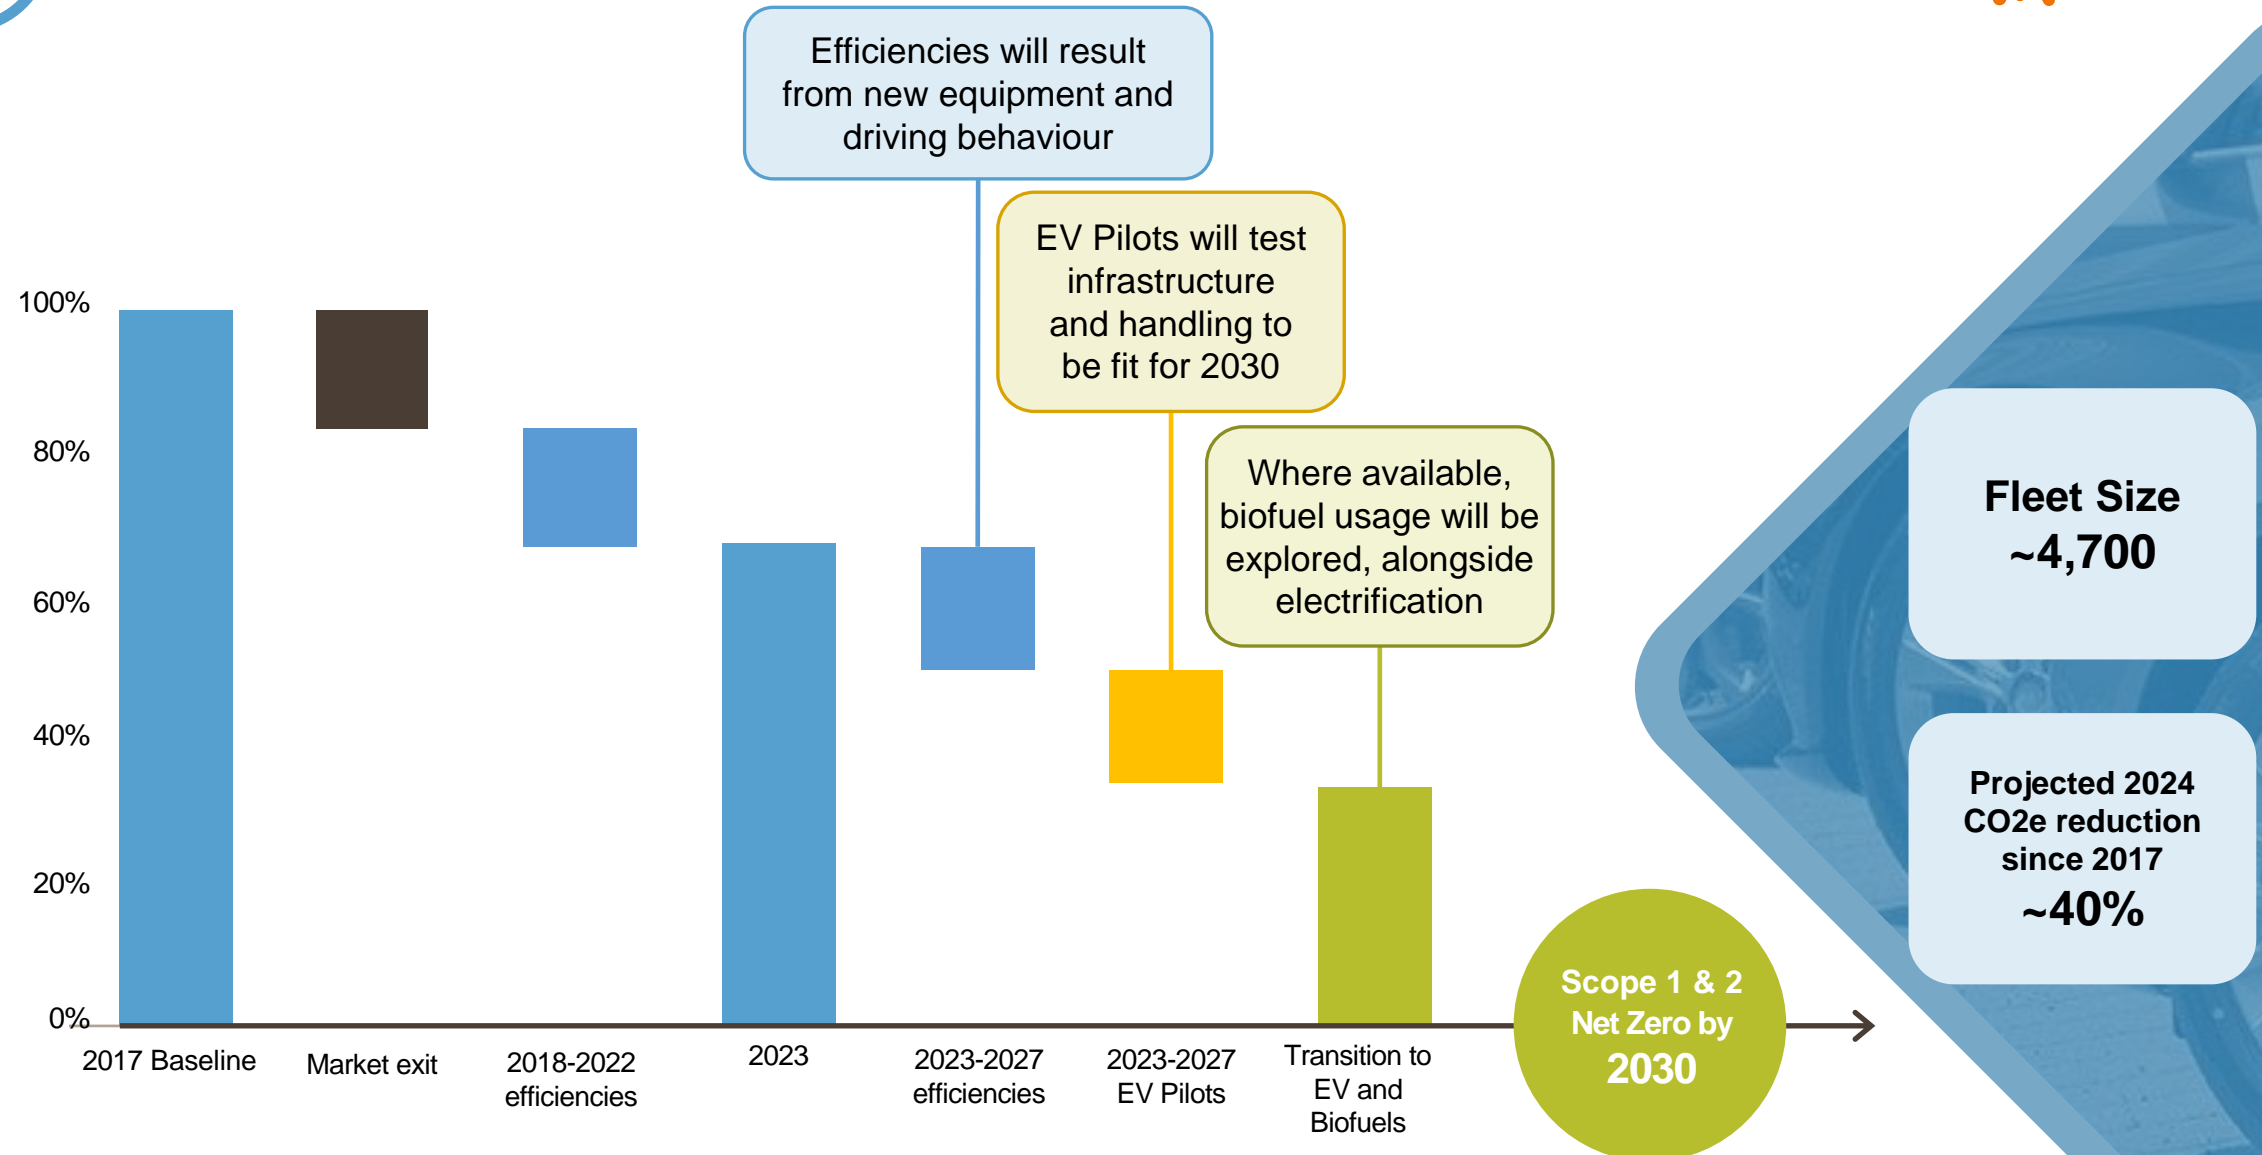 Efficiencies will result
from new equipment and
driving behaviour
EV Pilots will test
infrastructure
and handling to
be fit for 2030
Where available,
biofuel usage will be
explored, alongside
electrification
100%
80%
60%
40%
20%
0%
2017 Baseline
Market exit
2018-2022
efficiencies
2023
2023-2027
efficiencies
2023-2027
EV Pilots
Transition to
EV and
Biofuels
Scope 1 & 2
Net Zero by
2030
Fleet Size
~4,700
Projected 2024
CO2e reduction
since 2017
~40%